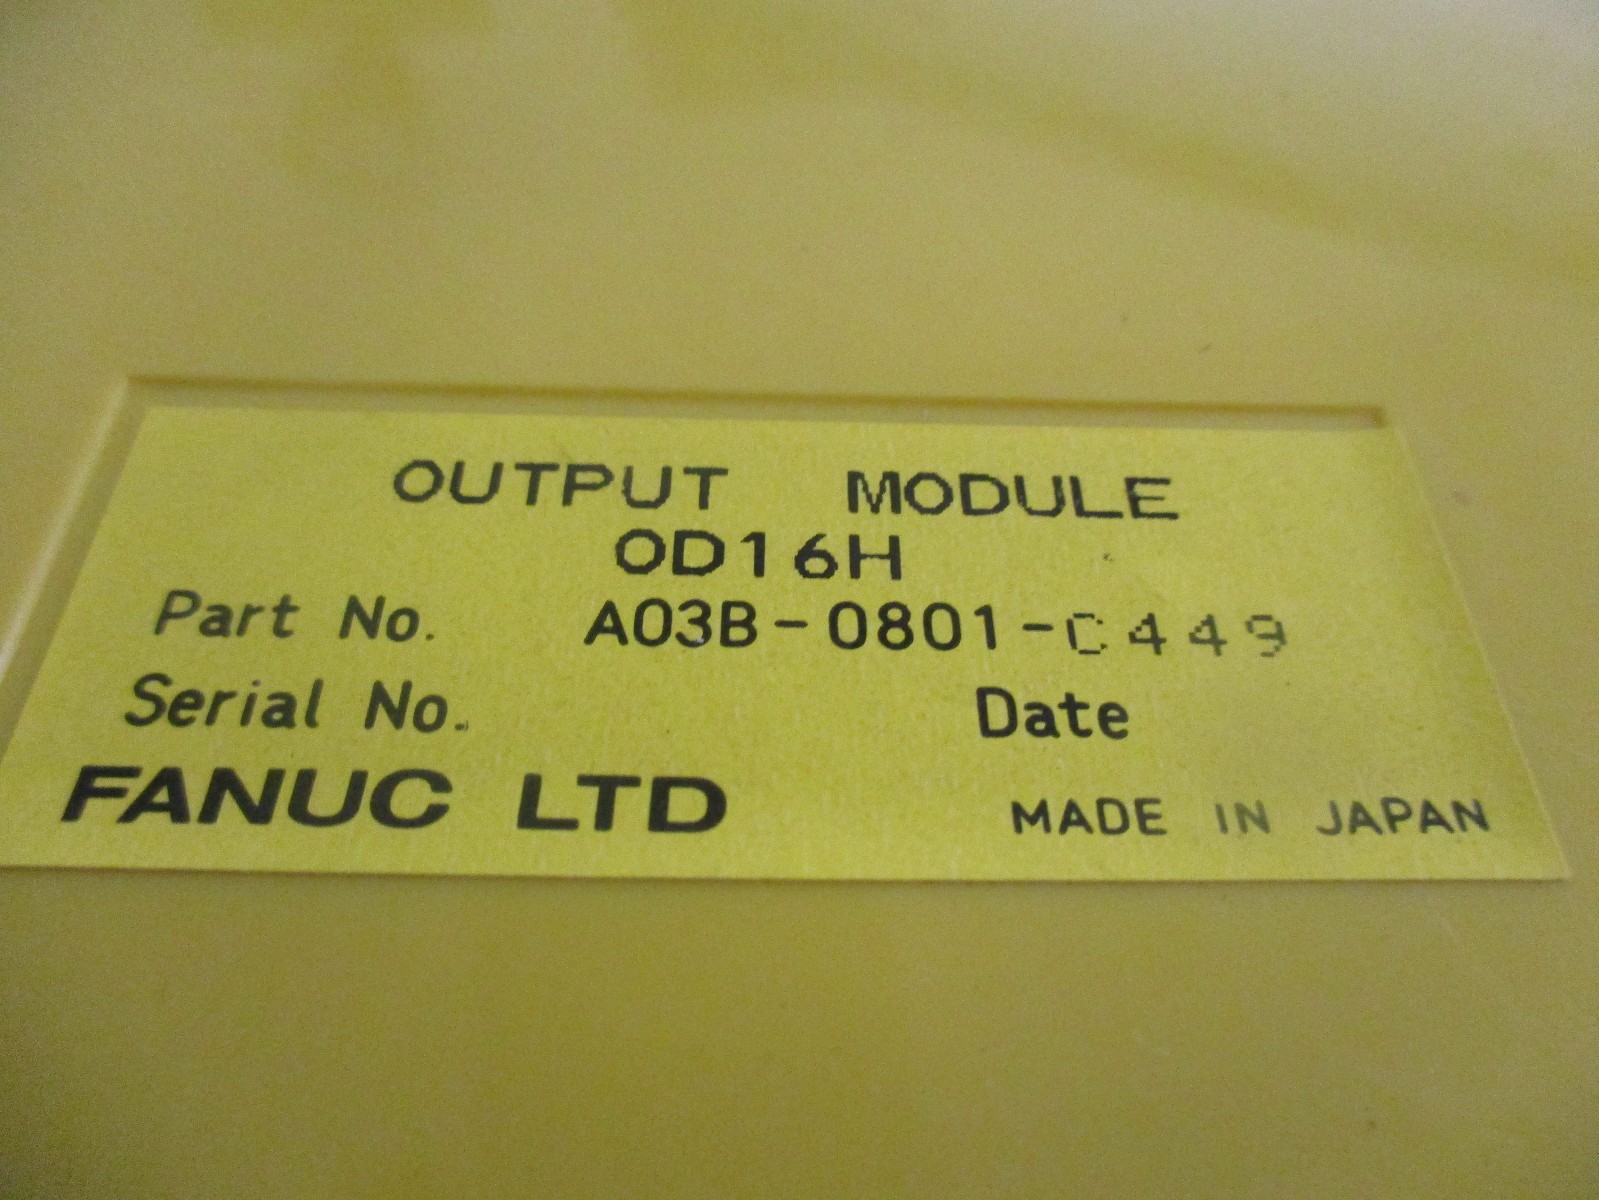 OUTPUT MODULE
OD16H
Part No. A03B-0801-C449
Serial No. Date
FANUC LTD MADE IN JAPAN